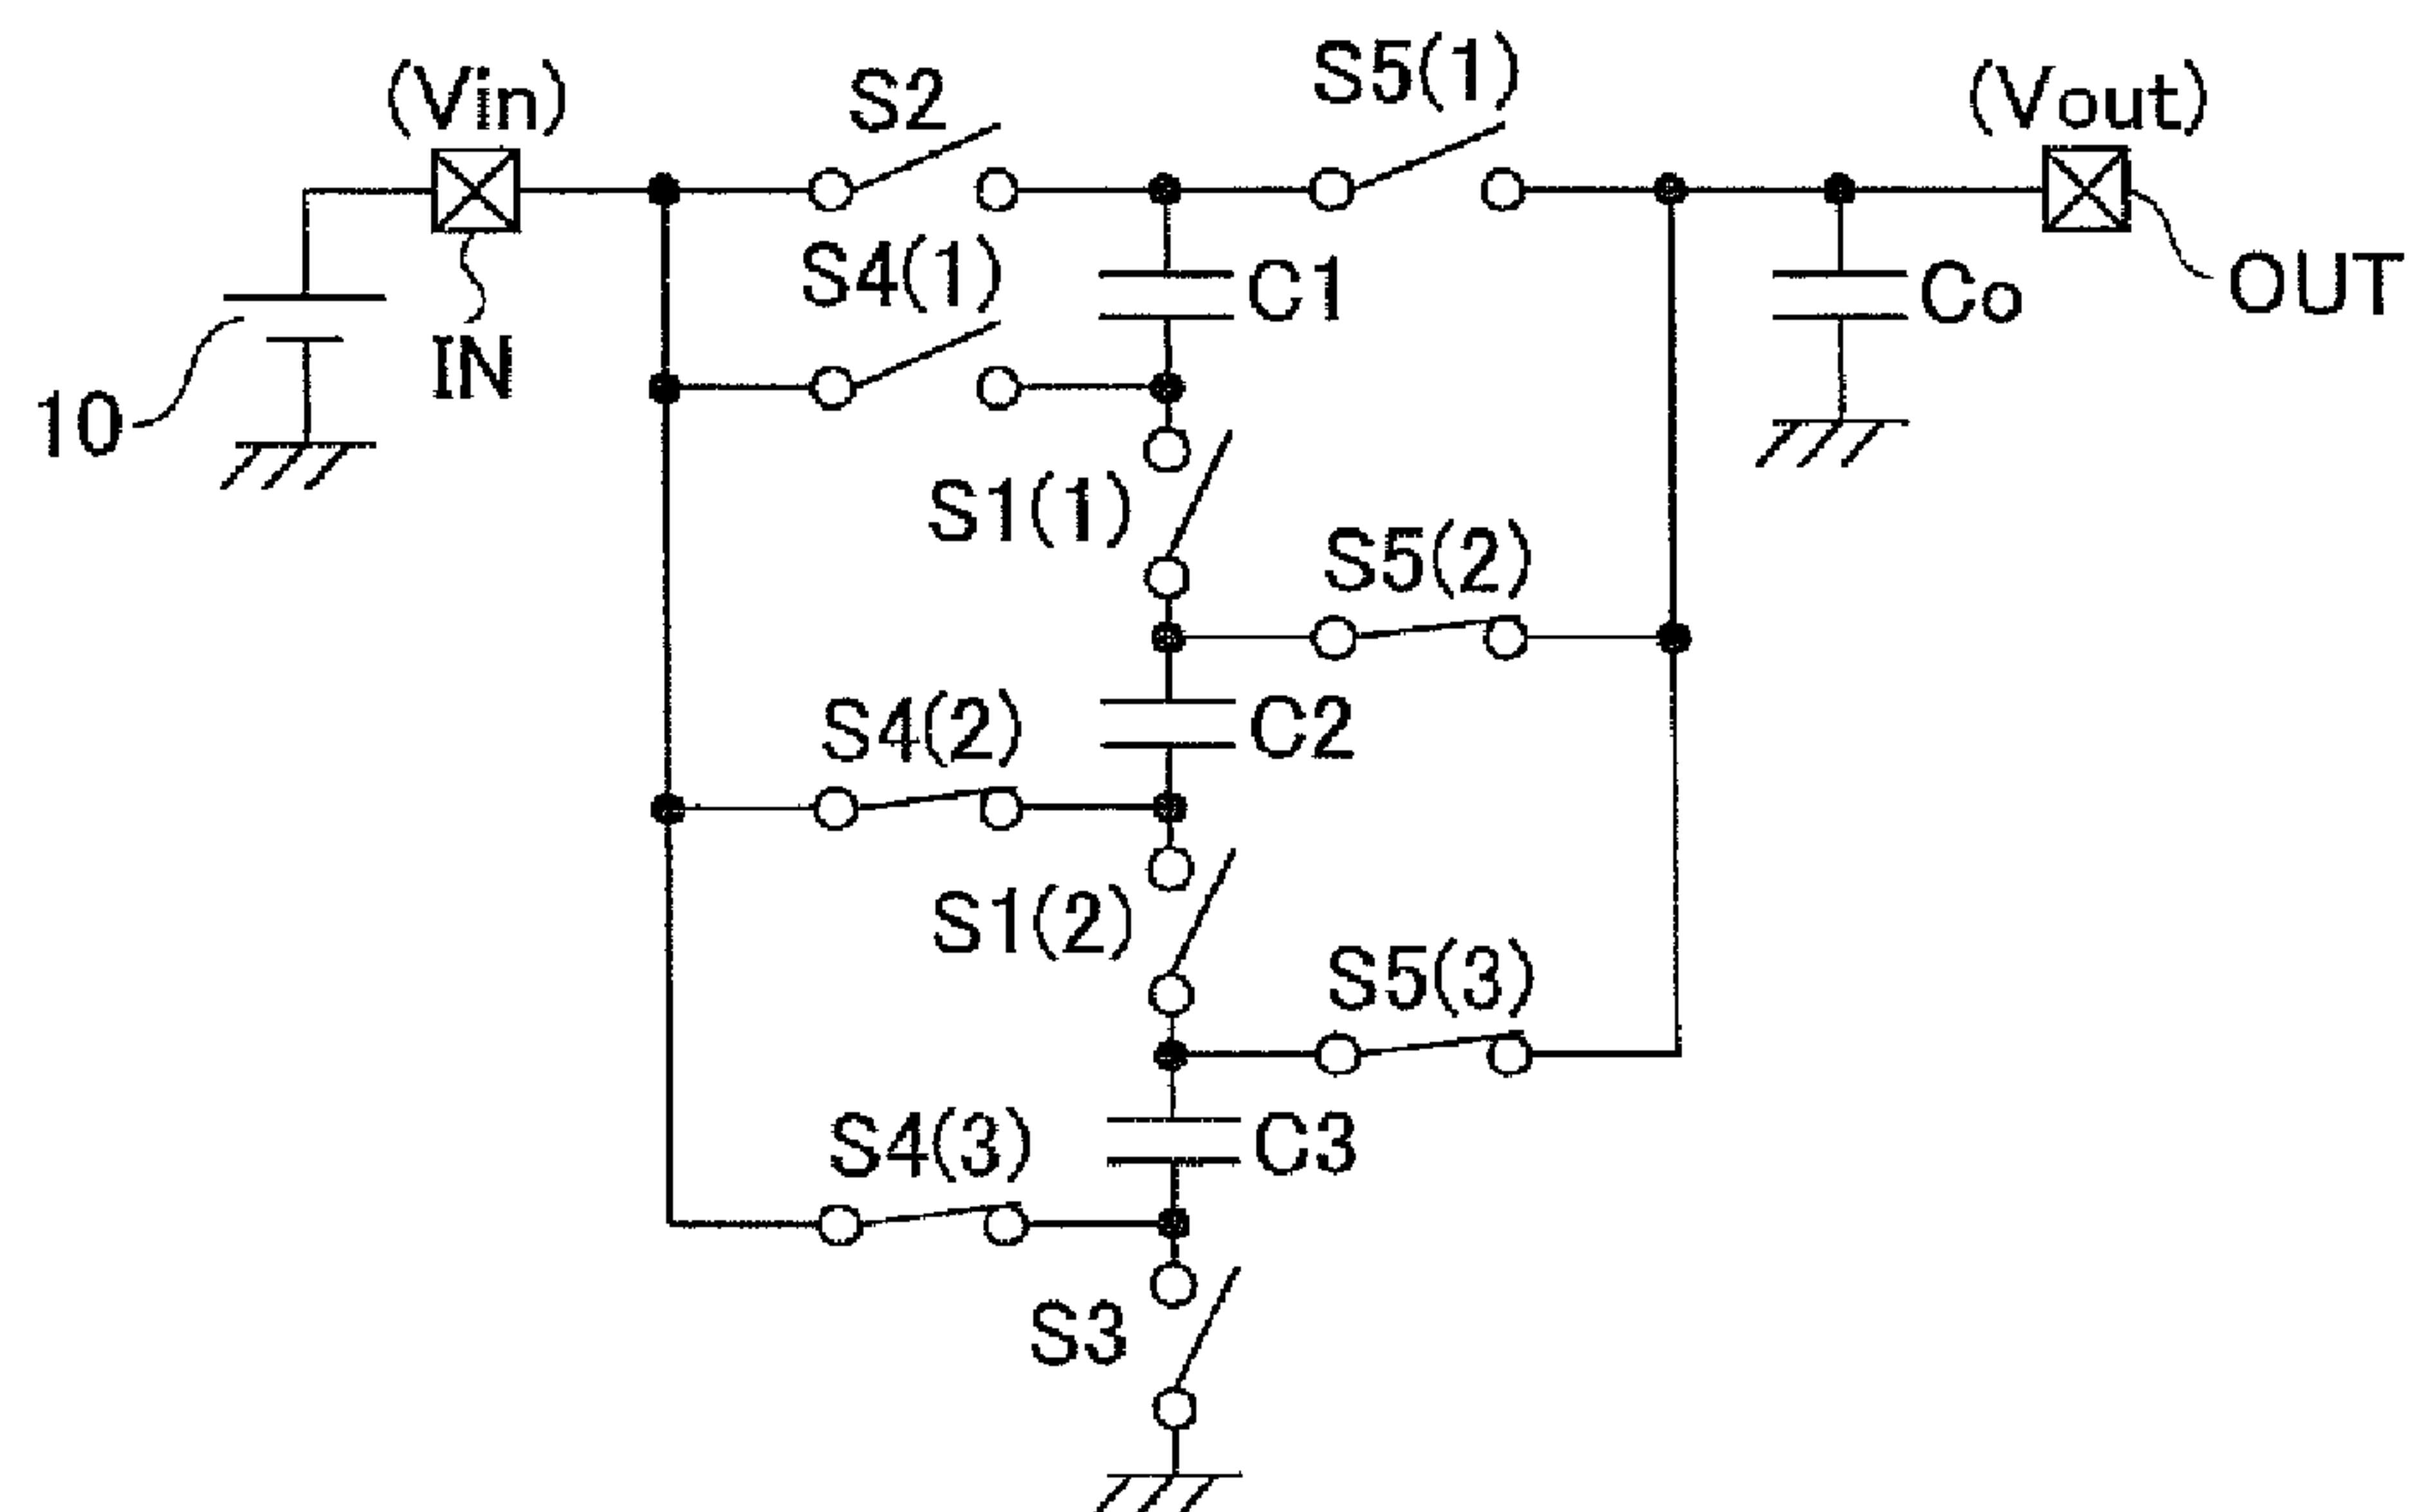 S5(1)
(Vin)
S2
(Vout)
S4(1)
C1
Co
OUT
IN
10
S1(1)
S5(2)
S4(2)
C2
S1(2)
S5(3)
S4(3)
C3
S3